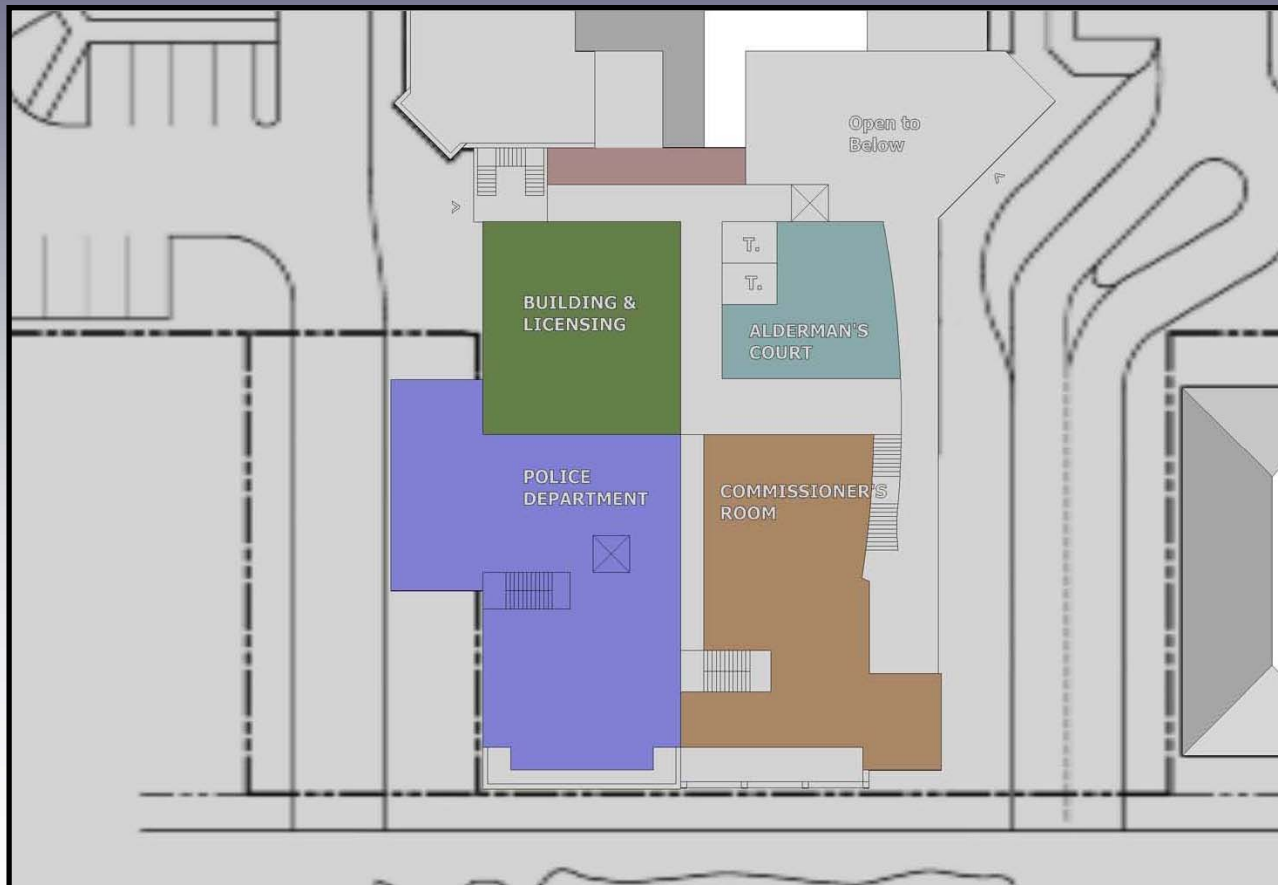 Open to
Below
T.
T.
BUILDING &
LICENSING
ALDERMAN'S
COURT
POLICE
DEPARTMENT
COMMISSIONER'S
ROOM